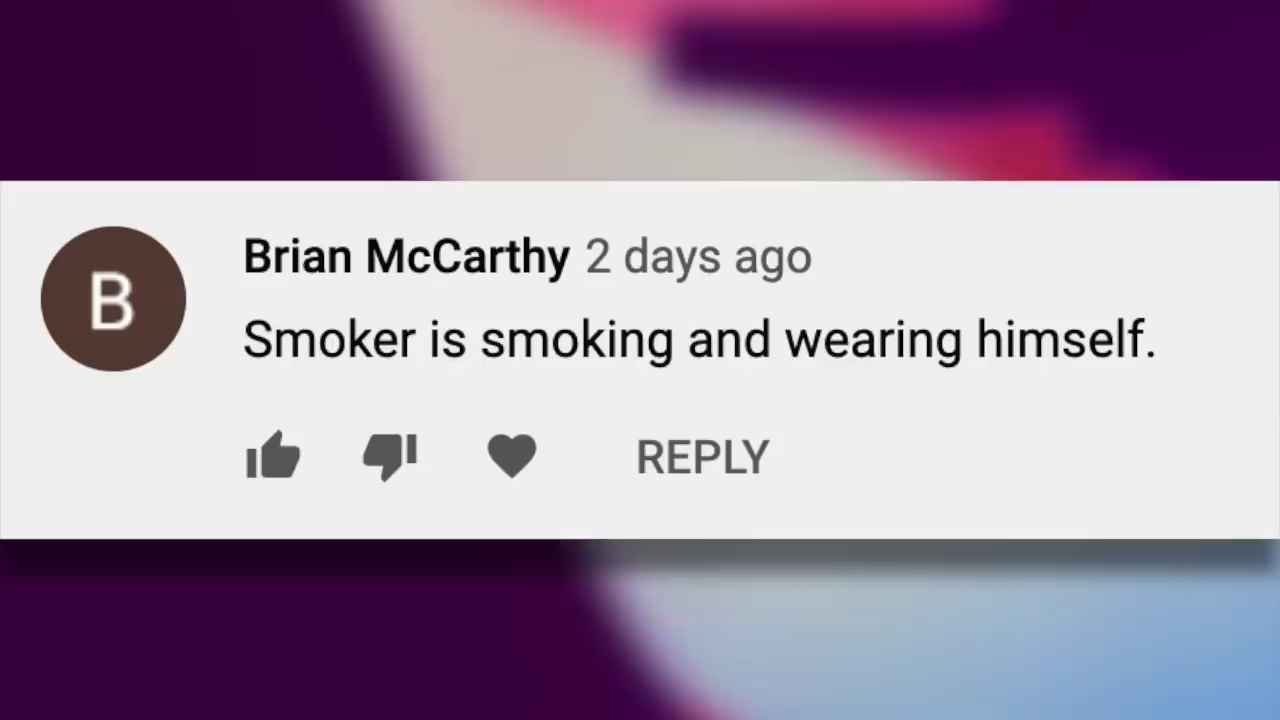 B
Brian McCarthy 2 days ago
Smoker is smoking and wearing himself.
REPLY